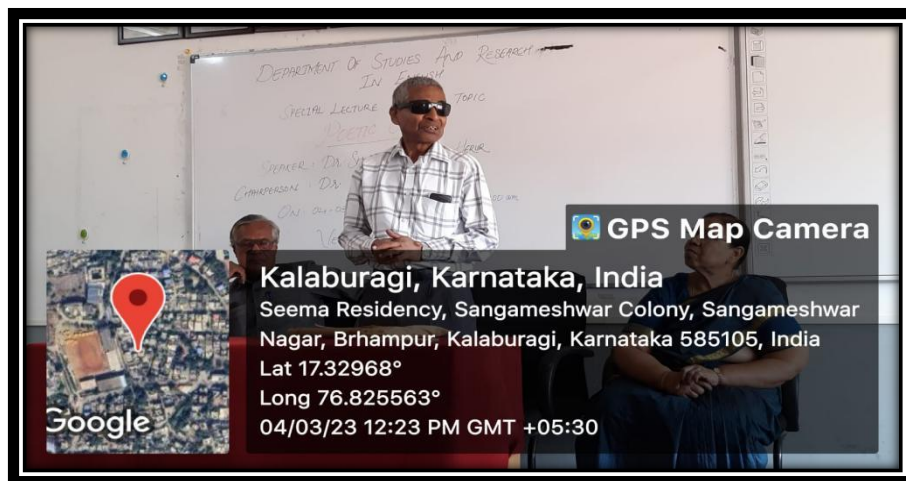 DEPARTMENT OF STUDIES AND RESEARCH
IN ENGLISH
SPECIAL LECTURE TOPIC
POETIC
SPEAKER: DR
CHAIRPERSON: DR
ON:
GPS Map Camera
Kalaburagi, Karnataka, India
Seema Residency, Sangameshwar Colony, Sangameshwar
Nagar, Brhampur, Kalaburagi, Karnataka 585105, India
Lat 17.32968°
Long 76.825563°
04/03/23 12:23 PM GMT +05:30
Google